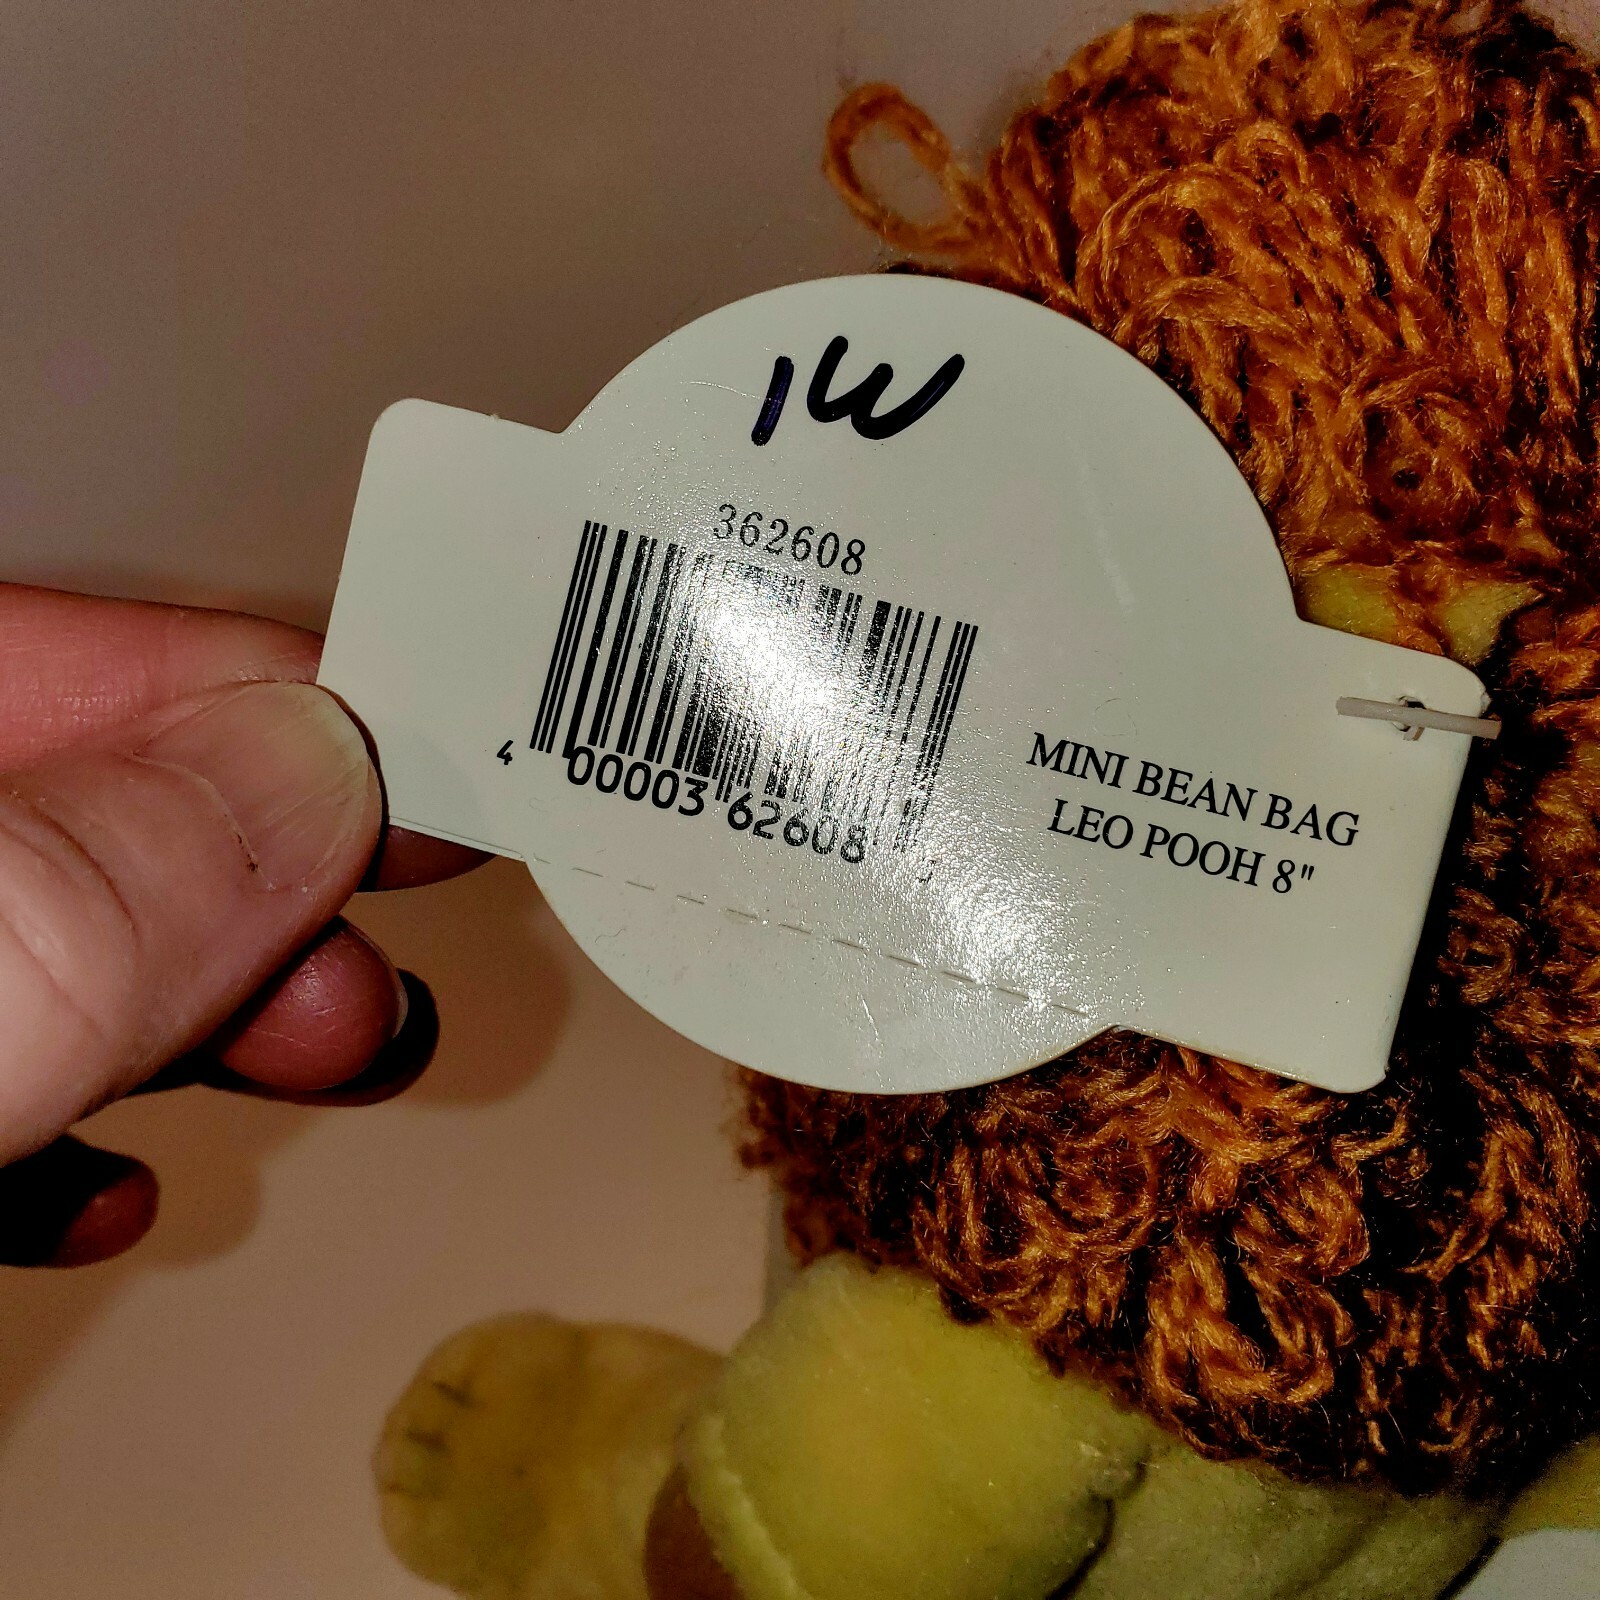 1W
362608
4 00003 62608
MINI BEAN BAG
LEO POOH 8"